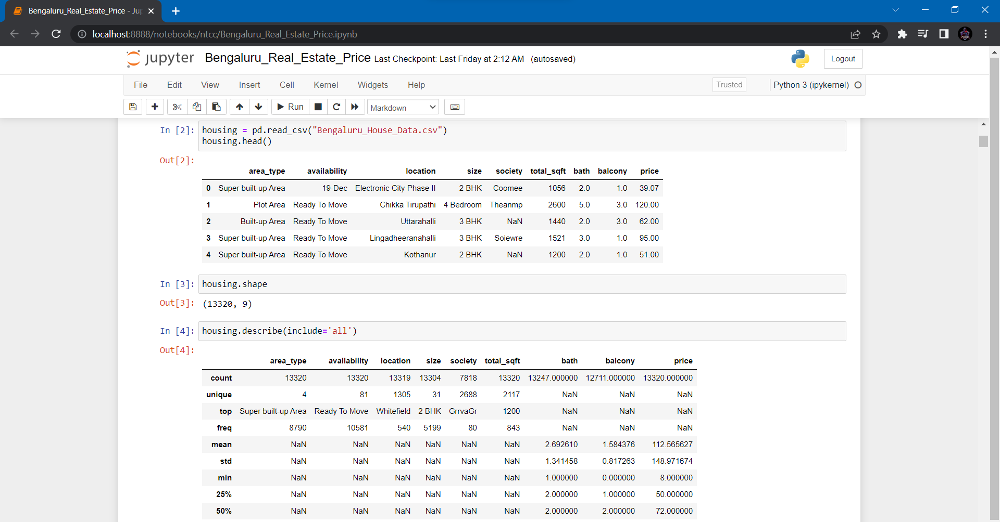 Bengaluru_Real_Estate_Price - Jup
localhost:8888/notebooks/ntcc/Bengaluru_Real_Estate_Price.ipynb
jupyter Bengaluru_Real_Estate_Price Last Checkpoint: Last Friday at 2:12 AM (autosaved) Logout
File Edit View Insert Cell Kernel Widgets Help Trusted Python 3 (ipykernel)
Run Markdown
In [2]: housing = pd.read_csv("Bengaluru_House_Data.csv")
housing.head()
Out[2]:
area_type availability location size society total_sqft bath balcony price
0 Super built-up Area 19-Dec Electronic City Phase II 2 BHK Coomee 1056 2.0 1.0 39.07
1 Plot Area Ready To Move Chikka Tirupathi 4 Bedroom Theanmp 2600 5.0 3.0 120.00
2 Built-up Area Ready To Move Uttarahalli 3 BHK NaN 1440 2.0 3.0 62.00
3 Super built-up Area Ready To Move Lingadheeranahalli 3 BHK Soiewre 1521 3.0 1.0 95.00
4 Super built-up Area Ready To Move Kothanur 2 BHK NaN 1200 2.0 1.0 51.00
In [3]: housing.shape
Out[3]: (13320, 9)
In [4]: housing.describe(include='all')
Out[4]:
area_type availability location size society total_sqft bath balcony price
count 13320 13320 13319 13304 7818 13320 13247.000000 12711.000000 13320.000000
unique 4 81 1305 31 2688 2117 NaN NaN NaN
top Super built-up Area Ready To Move Whitefield 2 BHK GrrvaGr 1200 NaN NaN NaN
freq 8790 10581 540 5199 80 843 NaN NaN NaN
mean NaN NaN NaN NaN NaN NaN 2.692610 1.584376 112.565627
std NaN NaN NaN NaN NaN NaN 1.341458 0.817263 148.971674
min NaN NaN NaN NaN NaN NaN 1.000000 0.000000 8.000000
25% NaN NaN NaN NaN NaN NaN 2.000000 1.000000 50.000000
50% NaN NaN NaN NaN NaN NaN 2.000000 2.000000 72.000000